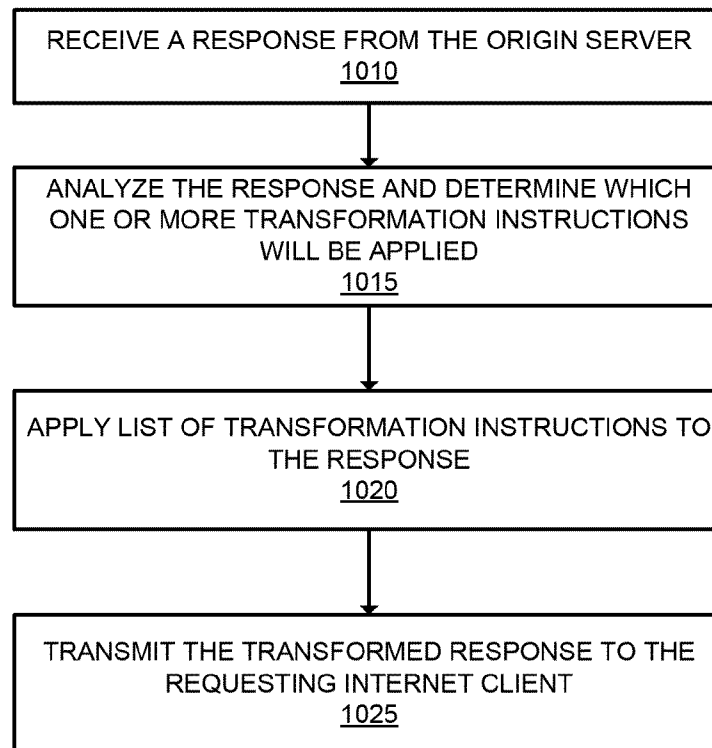 RECEIVE A RESPONSE FROM THE ORIGIN SERVER
1010
ANALYZE THE RESPONSE AND DETERMINE WHICH
ONE OR MORE TRANSFORMATION INSTRUCTIONS
WILL BE APPLIED
1015
APPLY LIST OF TRANSFORMATION INSTRUCTIONS TO
THE RESPONSE
1020
TRANSMIT THE TRANSFORMED RESPONSE TO THE
REQUESTING INTERNET CLIENT
1025